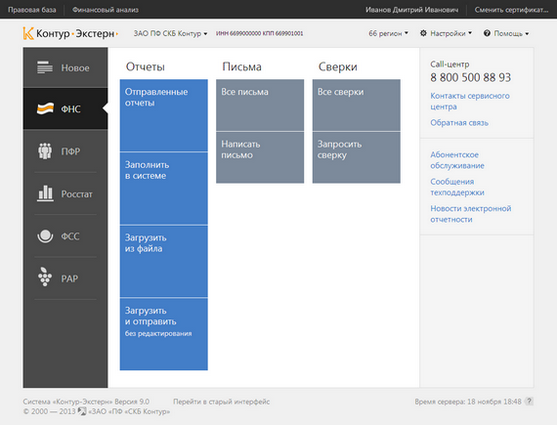 Правовая база Финансовый анализ Иванов Дмитрий Иванович Сменить сертификат...
Контур·Экстерн ЗАО ПФ СКБ Контур ИНН 6699000000 КПП 669901001 66 регион Настройки Помощь
Новое
ФНС
ПФР
Росстат
ФСС
РАР
Отчеты
Отправленные
отчеты
Заполнить
в системе
Загрузить
из файла
Загрузить
и отправить
без редактирования
Письма
Все письма
Написать
письмо
Сверки
Все сверки
Запросить
сверку
Call-центр
8 800 500 88 93
Контакты сервисного
центра
Обратная связь
Абонентское
обслуживание
Сообщения
техподдержки
Новости электронной
отчетности
Система «Контур-Экстерн» Версия 9.0 Перейти в старый интерфейс Время сервера: 18 ноября 18:48 ?
© 2000 — 2013 «ЗАО «ПФ «СКБ Контур»